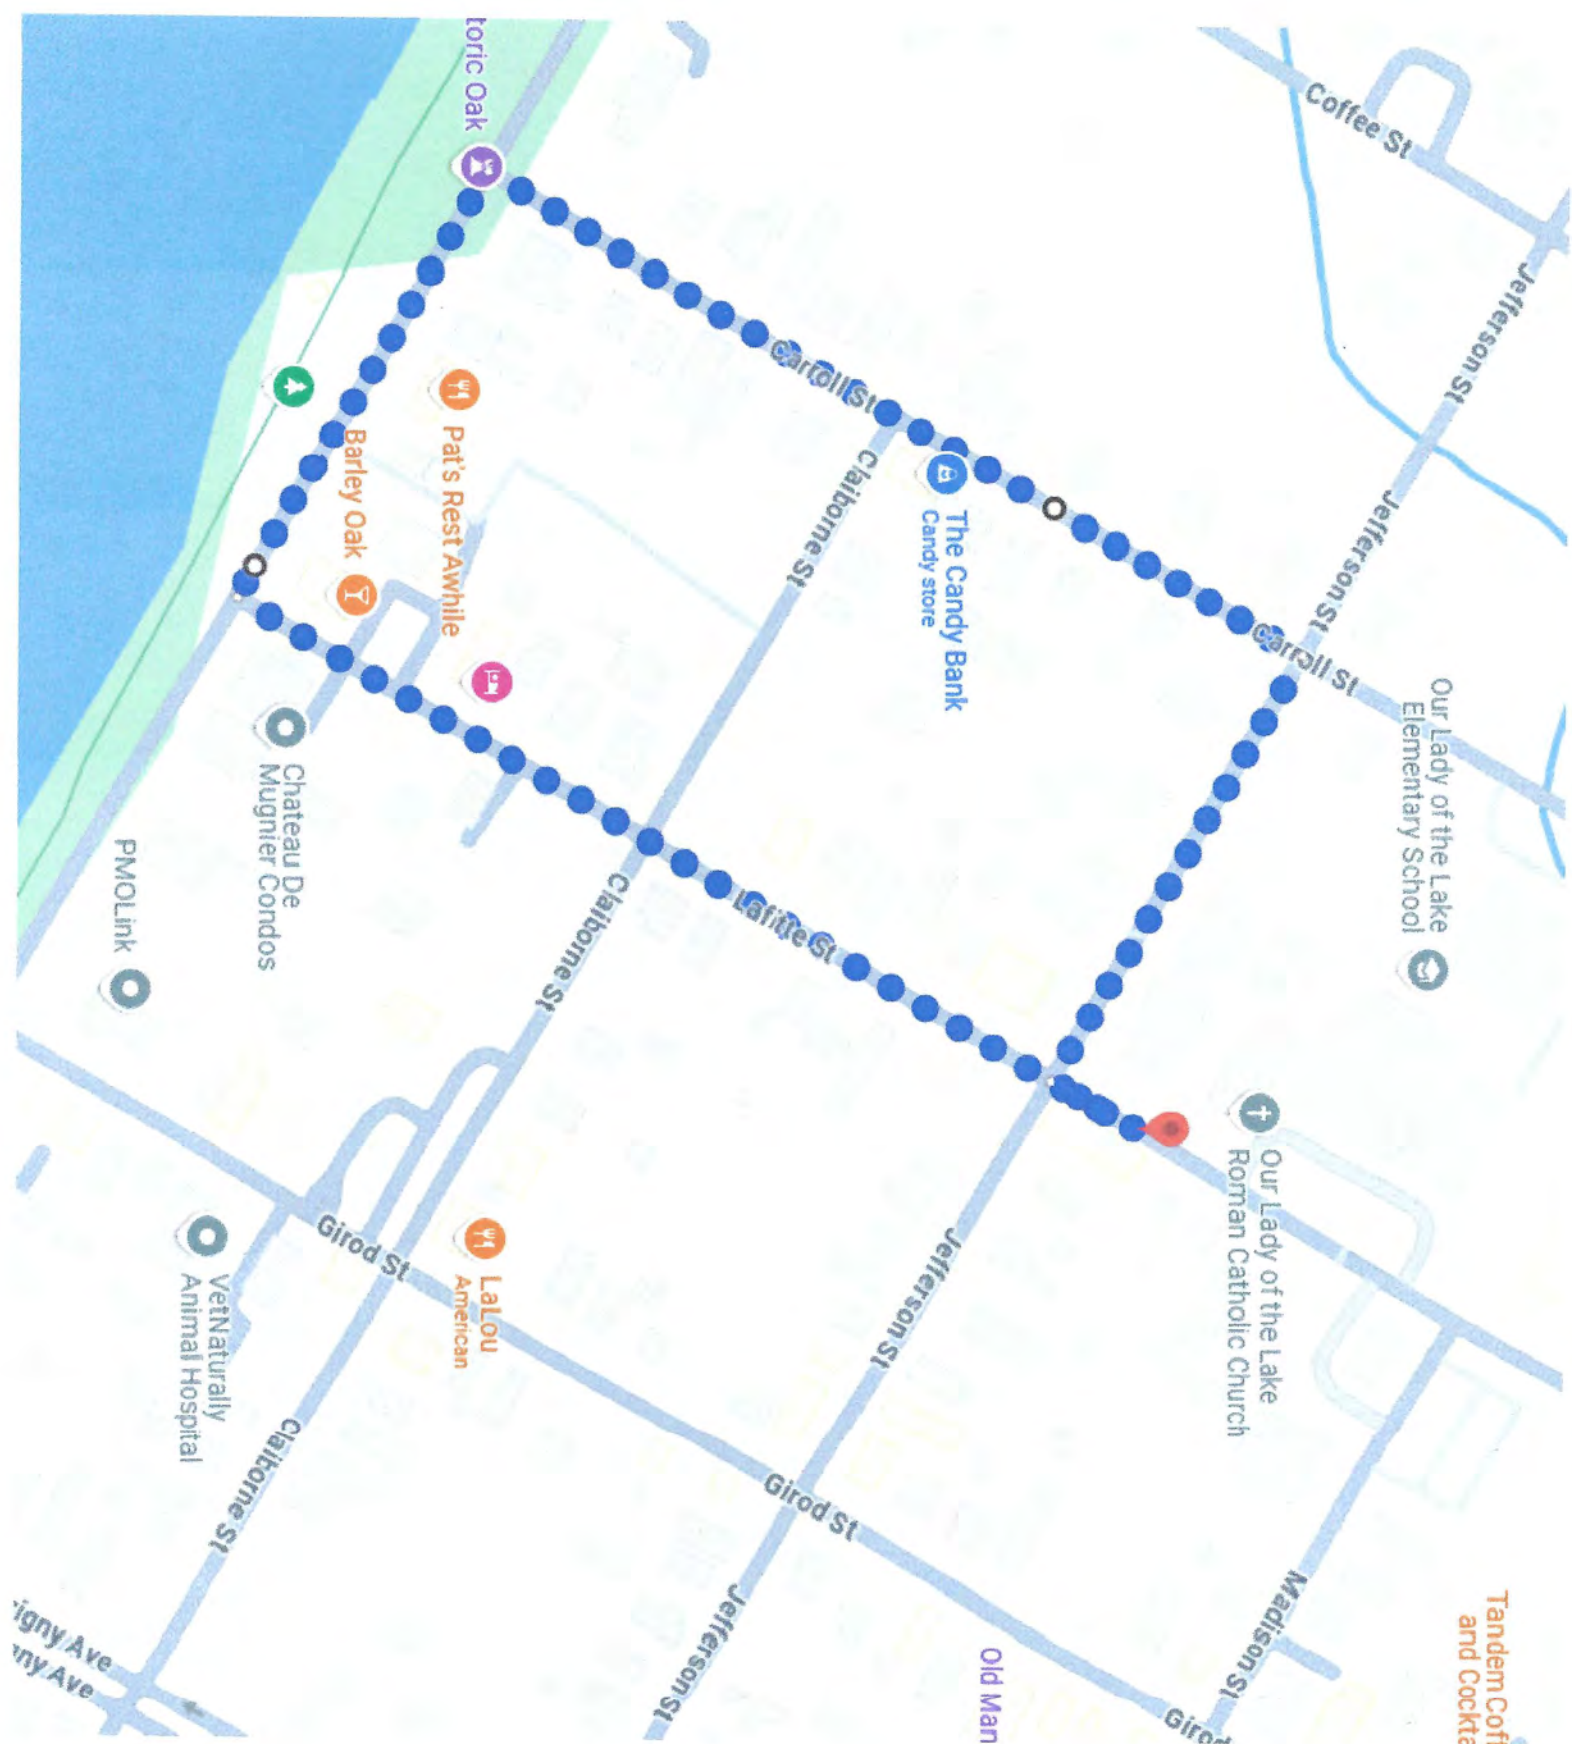 toric Oak
Coffee St
Jefferson St
Carroll St
Jefferson St
Claiborne St
The Candy Bank
Candy store
Carroll St
Pat's Rest Awhile
Barley Oak
Our Lady of the Lake
Elementary School
Chateau De
Mugnier Condos
PMOLink
Claiborne St
Lafitte St
Our Lady of the Lake
Roman Catholic Church
Girod St
LaLou
American
VetNaturally
Animal Hospital
Jefferson St
Claiborne St
Girod St
Jefferson St
Madison St
Tandem Coff
and Cockta
Old Man
Girod
igny Ave
ny Ave